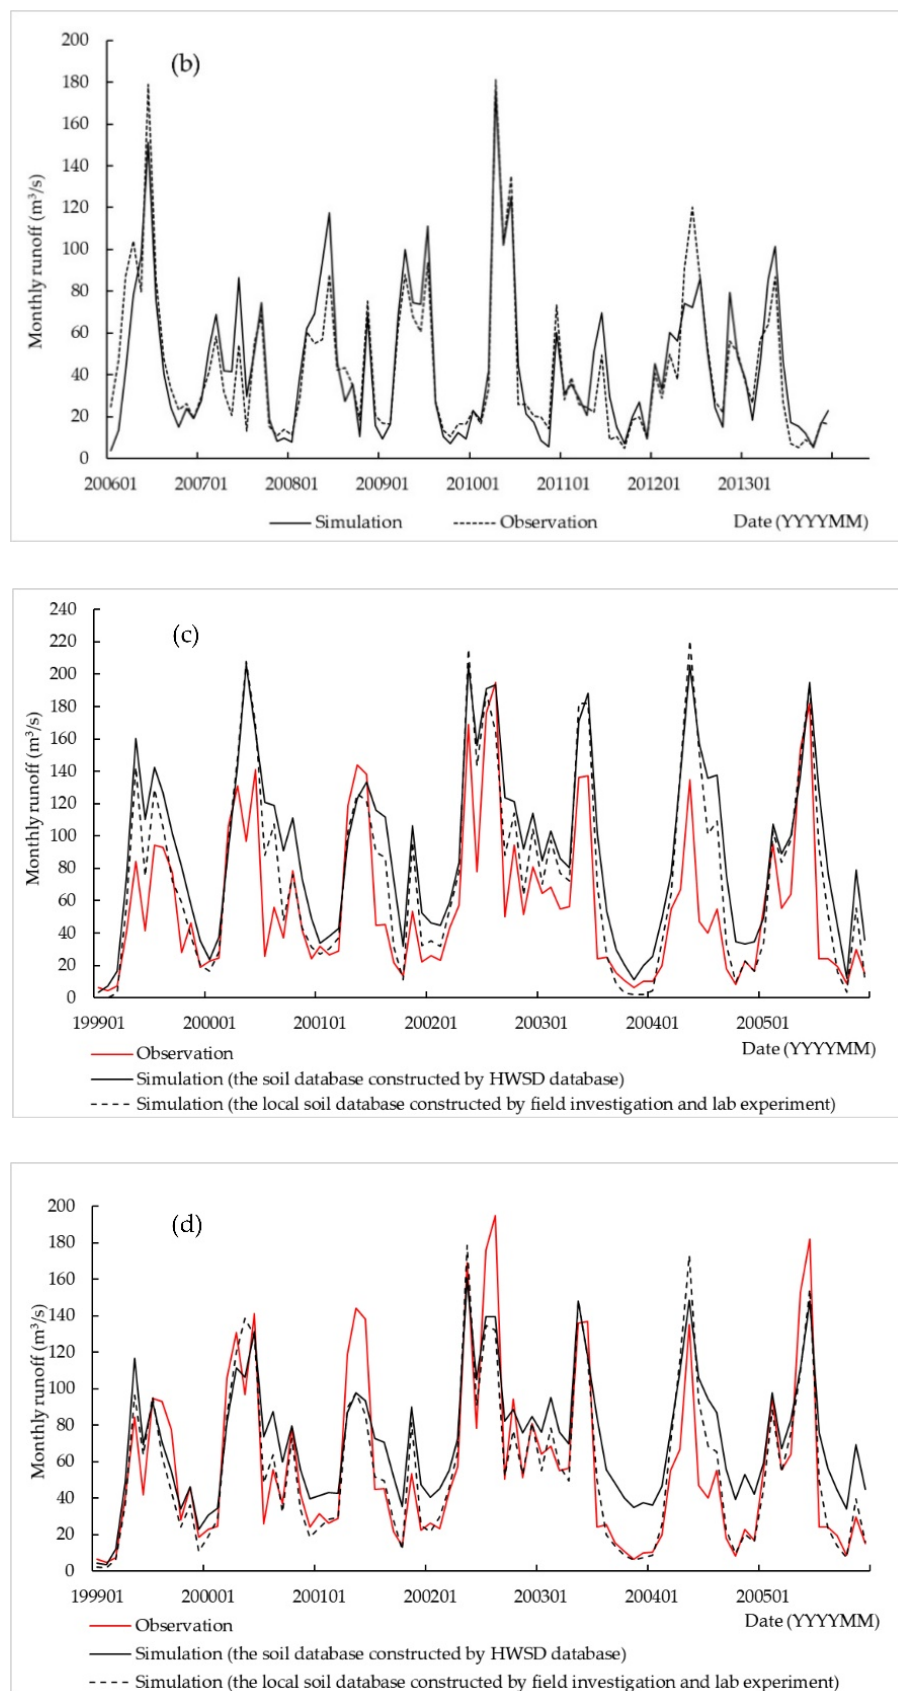 200
(b)
180
160
140
120
100
80
60
40
20
0
Monthly runoff (m³/s)
200601 200701 200801 200901 201001 201101 201201 201301
Simulation Observation Date (YYYYMM)
240
220
(c)
200
180
160
140
120
100
80
60
40
20
0
Monthly runoff (m³/s)
199901 200001 200101 200201 200301 200401 200501
Date (YYYYMM)
Observation
Simulation (the soil database constructed by HWSD database)
Simulation (the local soil database constructed by field investigation and lab experiment)
200
(d)
180
160
140
120
100
80
60
40
20
0
Monthly runoff (m³/s)
199901 200001 200101 200201 200301 200401 200501
Date (YYYYMM)
Observation
Simulation (the soil database constructed by HWSD database)
Simulation (the local soil database constructed by field investigation and lab experiment)